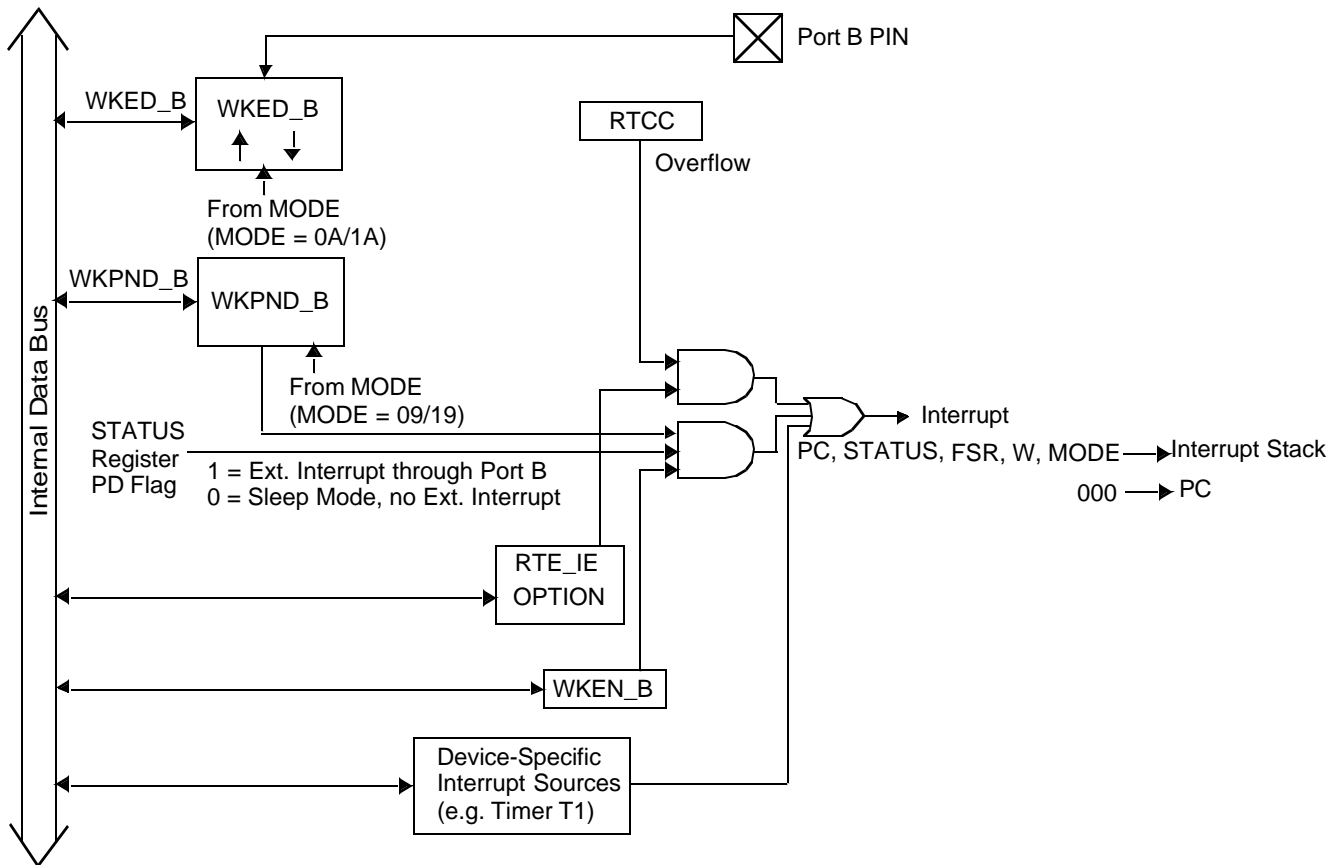 Port B PIN
WKED_B
WKED_B
RTCC
Overflow
From MODE
(MODE = 0A/1A)
WKPND_B
WKPND_B
Internal Data Bus
From MODE
(MODE = 09/19)
STATUS
Register
PD Flag
1 = Ext. Interrupt through Port B
0 = Sleep Mode, no Ext. Interrupt
Interrupt
PC, STATUS, FSR, W, MODE
Interrupt Stack
000
PC
RTE_IE
OPTION
WKEN_B
Device-Specific
Interrupt Sources
(e.g. Timer T1)